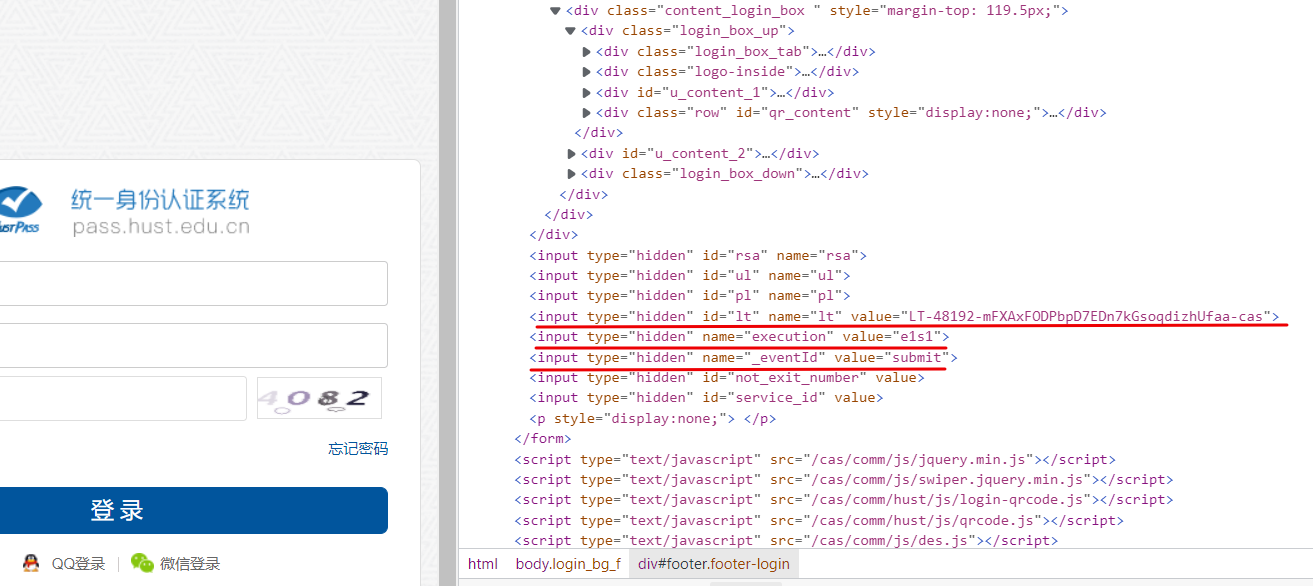 统一身份认证系统
pass.hust.edu.cn
4082
忘记密码
登录
QQ登录 | 微信登录
<div class="content_login_box " style="margin-top: 119.5px;">
<div class="login_box_up">
<div class="login_box_tab">…</div>
<div class="logo-inside">…</div>
<div id="u_content_1">…</div>
<div class="row" id="qr_content" style="display:none;">…</div>
</div>
<div id="u_content_2">…</div>
<div class="login_box_down">…</div>
</div>
</div>
</div>
<input type="hidden" id="rsa" name="rsa">
<input type="hidden" id="ul" name="ul">
<input type="hidden" id="pl" name="pl">
<input type="hidden" id="lt" name="lt" value="LT-48192-mFXAxFODPbpD7EDn7kGsoqdizhUfaa-cas">
<input type="hidden" name="execution" value="e1s1">
<input type="hidden" name="_eventId" value="submit">
<input type="hidden" id="not_exit_number" value>
<input type="hidden" id="service_id" value>
<p style="display:none;"> </p>
</form>
<script type="text/javascript" src="/cas/comm/js/jquery.min.js"></script>
<script type="text/javascript" src="/cas/comm/js/swiper.jquery.min.js"></script>
<script type="text/javascript" src="/cas/comm/hust/js/login-qrcode.js"></script>
<script type="text/javascript" src="/cas/comm/hust/js/qrcode.js"></script>
<script type="text/javascript" src="/cas/comm/js/des.js"></script>
html body.login_bg_f div#footer.footer-login